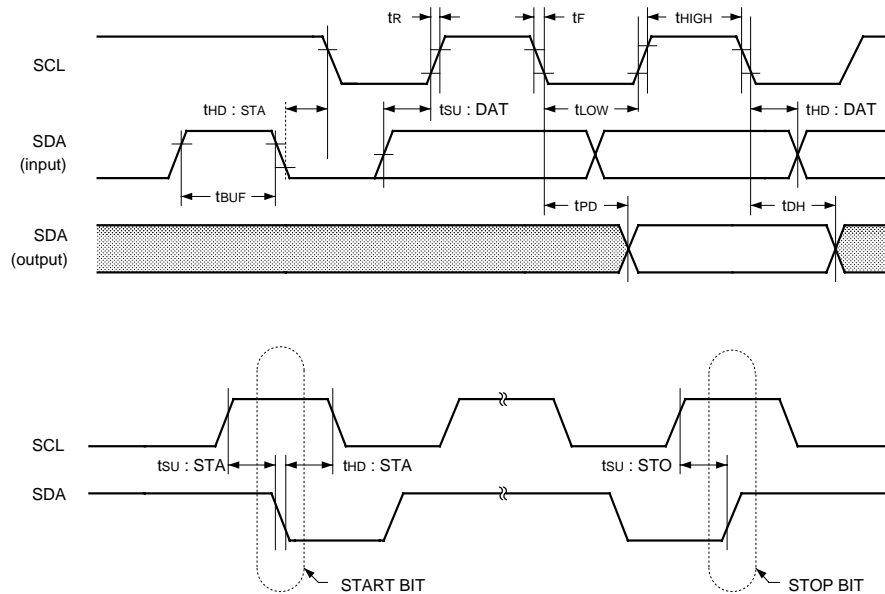 tR tF tHIGH
SCL
tHD : STA tSU : DAT tLOW tHD : DAT
SDA
(input)
tBUF
tPD tDH
SDA
(output)
SCL
tSU : STA tHD : STA tSU : STO
SDA
START BIT STOP BIT